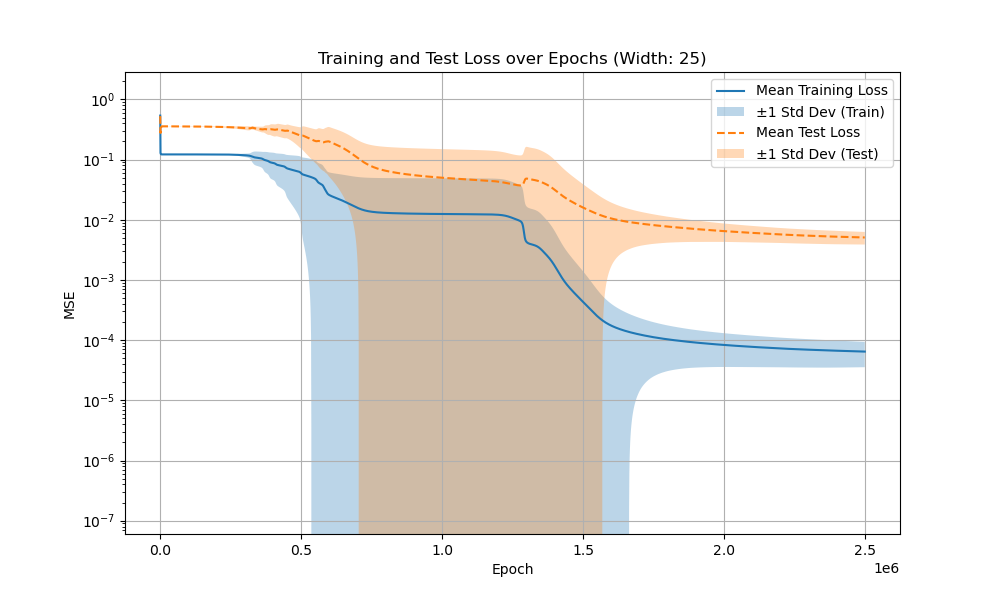 Training and Test Loss over Epochs (Width: 25)
Mean Training Loss
±1 Std Dev (Train)
Mean Test Loss
±1 Std Dev (Test)
MSE
10⁰
10⁻¹
10⁻²
10⁻³
10⁻⁴
10⁻⁵
10⁻⁶
10⁻⁷
0.0 0.5 1.0 1.5 2.0 2.5
1e6
Epoch